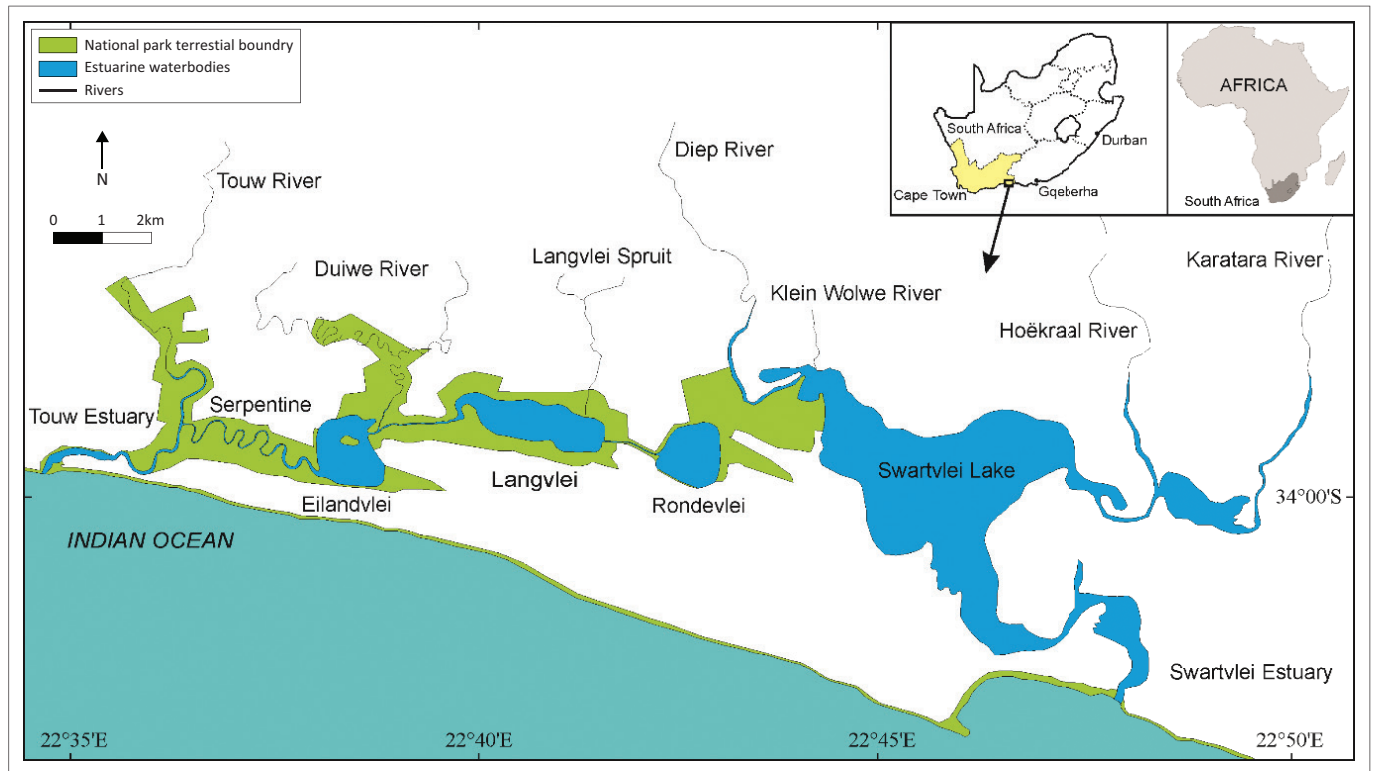 National park terrestial boundry
Estuarine waterbodies
Rivers
N
0 1 2km
Touw River
Duiwe River
Langvlei Spruit
Diep River
Klein Wolwe River
Hoëkraal River
Karatara River
South Africa
Durban
Cape Town
Gqeberha
AFRICA
South Africa
Touw Estuary
Serpentine
Eilandvlei
Langvlei
Rondevlei
Swartvlei Lake
34°00'S
INDIAN OCEAN
Swartvlei Estuary
22°35'E
22°40'E
22°45'E
22°50'E